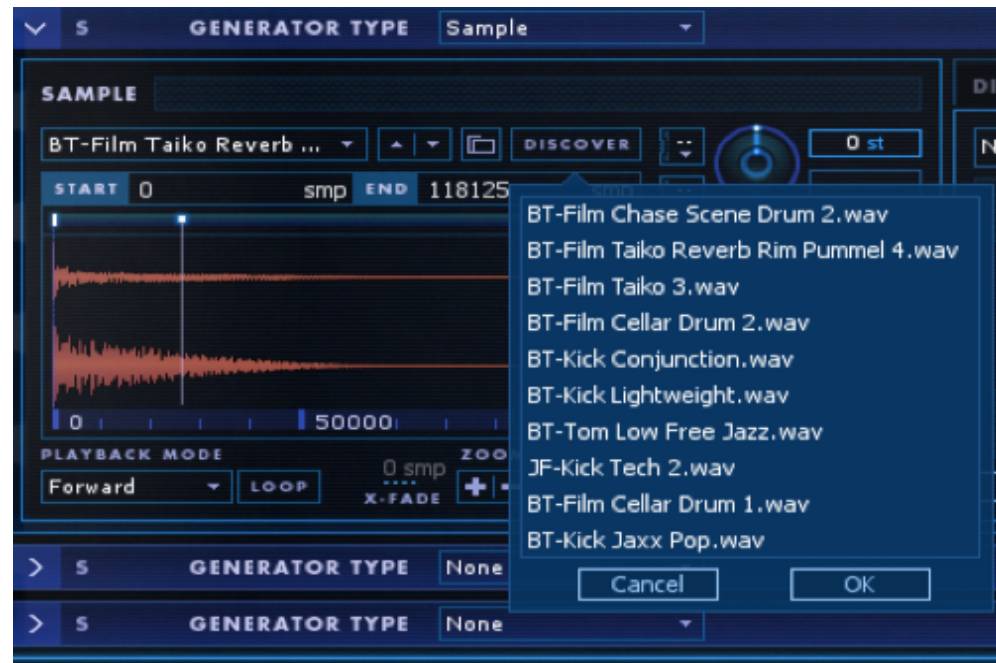 S GENERATOR TYPE Sample
SAMPLE
BT-Film Taiko Reverb ... DISCOVER -- 0 st
START 0 smp END 118125 smp
BT-Film Chase Scene Drum 2.wav
BT-Film Taiko Reverb Rim Pummel 4.wav
BT-Film Taiko 3.wav
BT-Film Cellar Drum 2.wav
BT-Kick Conjunction.wav
BT-Kick Lightweight.wav
BT-Tom Low Free Jazz.wav
JF-Kick Tech 2.wav
BT-Film Cellar Drum 1.wav
BT-Kick Jaxx Pop.wav
Cancel OK
0 50000
PLAYBACK MODE
Forward LOOP
0 smp
X-FADE
S GENERATOR TYPE None
S GENERATOR TYPE None